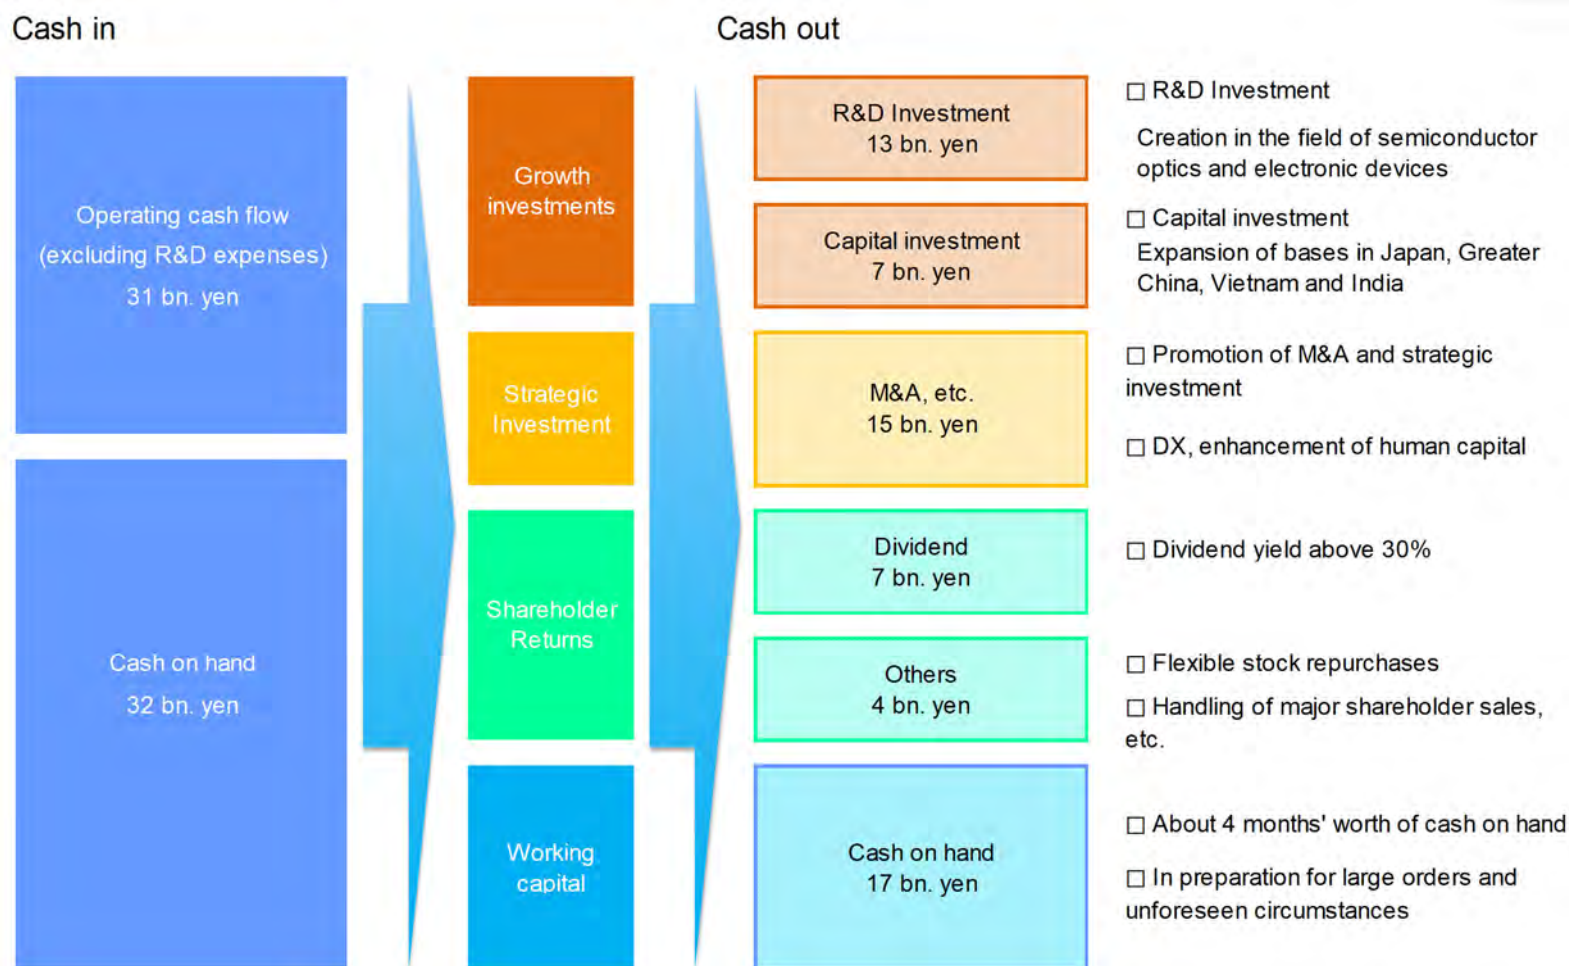 Cash in
Cash out
Operating cash flow
(excluding R&D expenses)
31 bn. yen
Cash on hand
32 bn. yen
Growth
investments
Strategic
Investment
Shareholder
Returns
Working
capital
R&D Investment
13 bn. yen
Capital investment
7 bn. yen
M&A, etc.
15 bn. yen
Dividend
7 bn. yen
Others
4 bn. yen
Cash on hand
17 bn. yen
□ R&D Investment
Creation in the field of semiconductor
optics and electronic devices
□ Capital investment
Expansion of bases in Japan, Greater
China, Vietnam and India
□ Promotion of M&A and strategic
investment
□ DX, enhancement of human capital
□ Dividend yield above 30%
□ Flexible stock repurchases
□ Handling of major shareholder sales,
etc.
□ About 4 months' worth of cash on hand
□ In preparation for large orders and
unforeseen circumstances